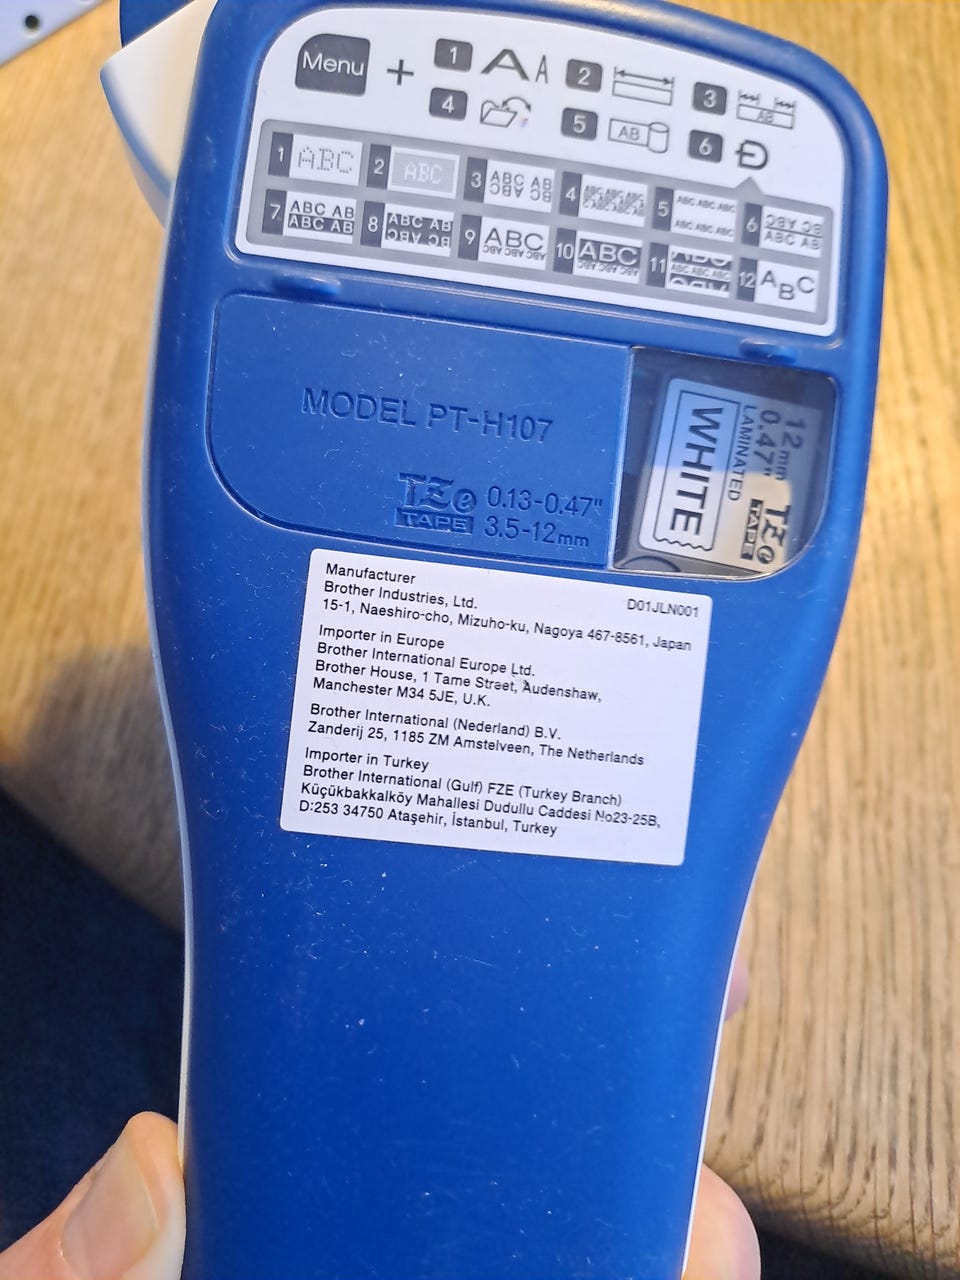 Menu + 1 A A 2 3 AB
4 5 AB 6
1 ABC 2 ABC 3 ABC AB 4 ABC ABC ABC 5 ABC ABC ABC 6
7 ABC AB ABC AB 8 ABC AB 9 ABC 10 ABC 11 ABC 12 ABC
MODEL PT-H107
TZe TAPE 0.13-0.47"
3.5-12mm
12mm
0.47"
LAMINATED
WHITE
TZe
TAPE
D01JLN001
Manufacturer
Brother Industries, Ltd.
15-1, Naeshiro-cho, Mizuho-ku, Nagoya 467-8561, Japan
Importer in Europe
Brother International Europe Ltd.
Brother House, 1 Tame Street, Audenshaw,
Manchester M34 5JE, U.K.
Brother International (Nederland) B.V.
Zanderij 25, 1185 ZM Amstelveen, The Netherlands
Importer in Turkey
Brother International (Gulf) FZE (Turkey Branch)
Küçükbakkalköy Mahallesi Dudullu Caddesi No23-25B,
D:253 34750 Ataşehir, İstanbul, Turkey